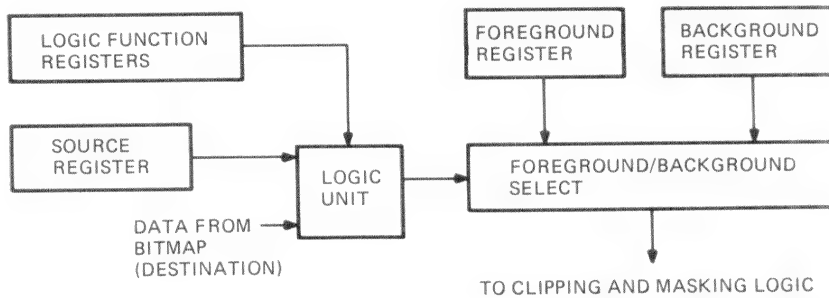 LOGIC FUNCTION
REGISTERS
FOREGROUND
REGISTER
BACKGROUND
REGISTER
SOURCE
REGISTER
LOGIC
UNIT
FOREGROUND/BACKGROUND
SELECT
DATA FROM
BITMAP
(DESTINATION)
TO CLIPPING AND MASKING LOGIC